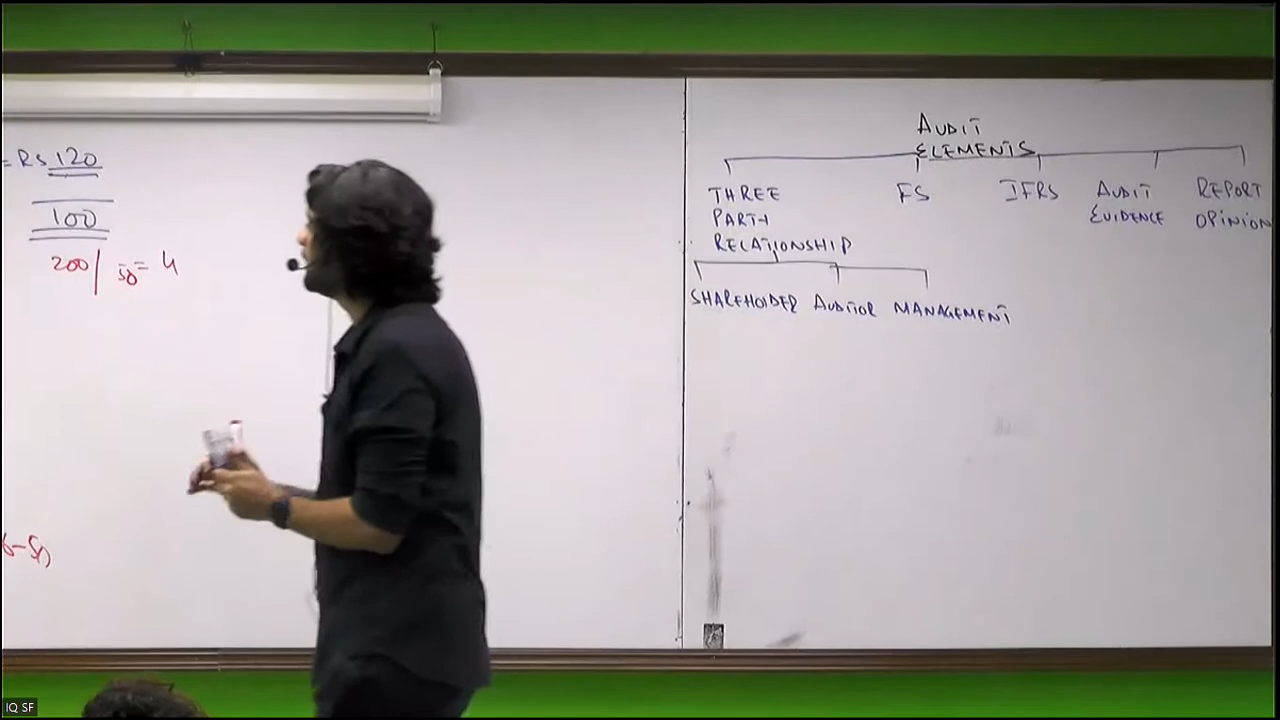 = RS 120
100
200/50 = 4
AUDIT
ELEMENTS
THREE
PARTY
RELATIONSHIP
FS
IFRS
AUDIT
EVIDENCE
REPORT
OPINION
SHAREHOLDER AUDITOR MANAGEMENT
IQ SF